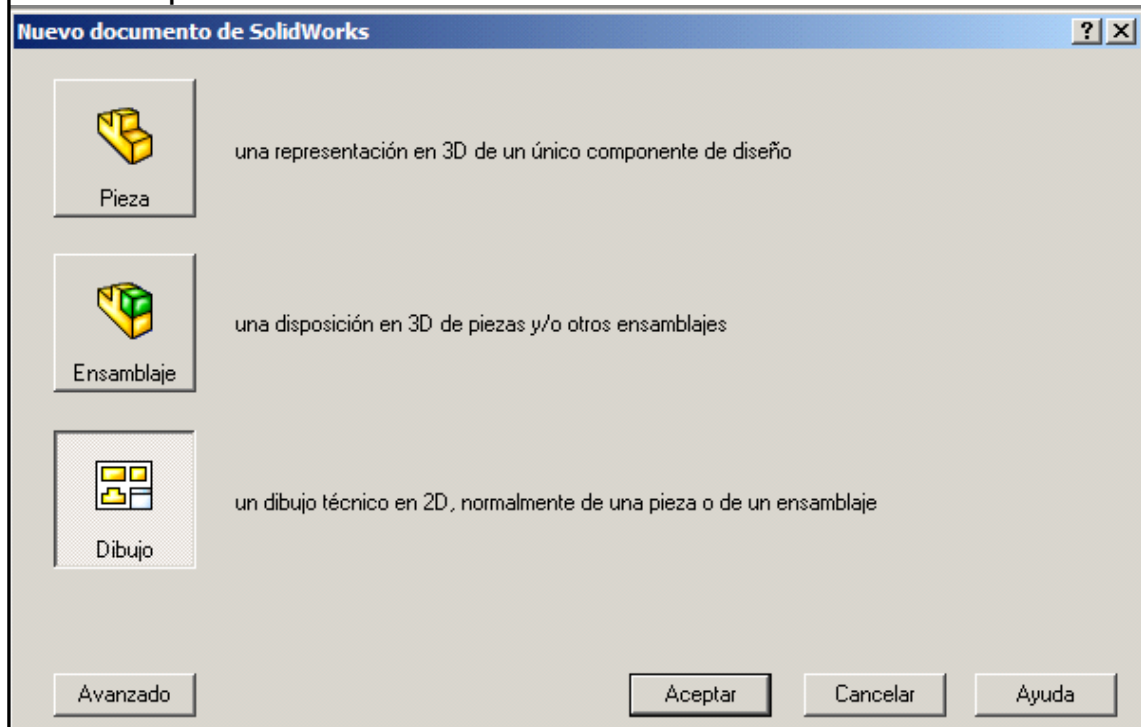 Nuevo documento de SolidWorks
una representación en 3D de un único componente de diseño
Pieza
una disposición en 3D de piezas y/o otros ensamblajes
Ensamblaje
un dibujo técnico en 2D, normalmente de una pieza o de un ensamblaje
Dibujo
Avanzado Aceptar Cancelar Ayuda